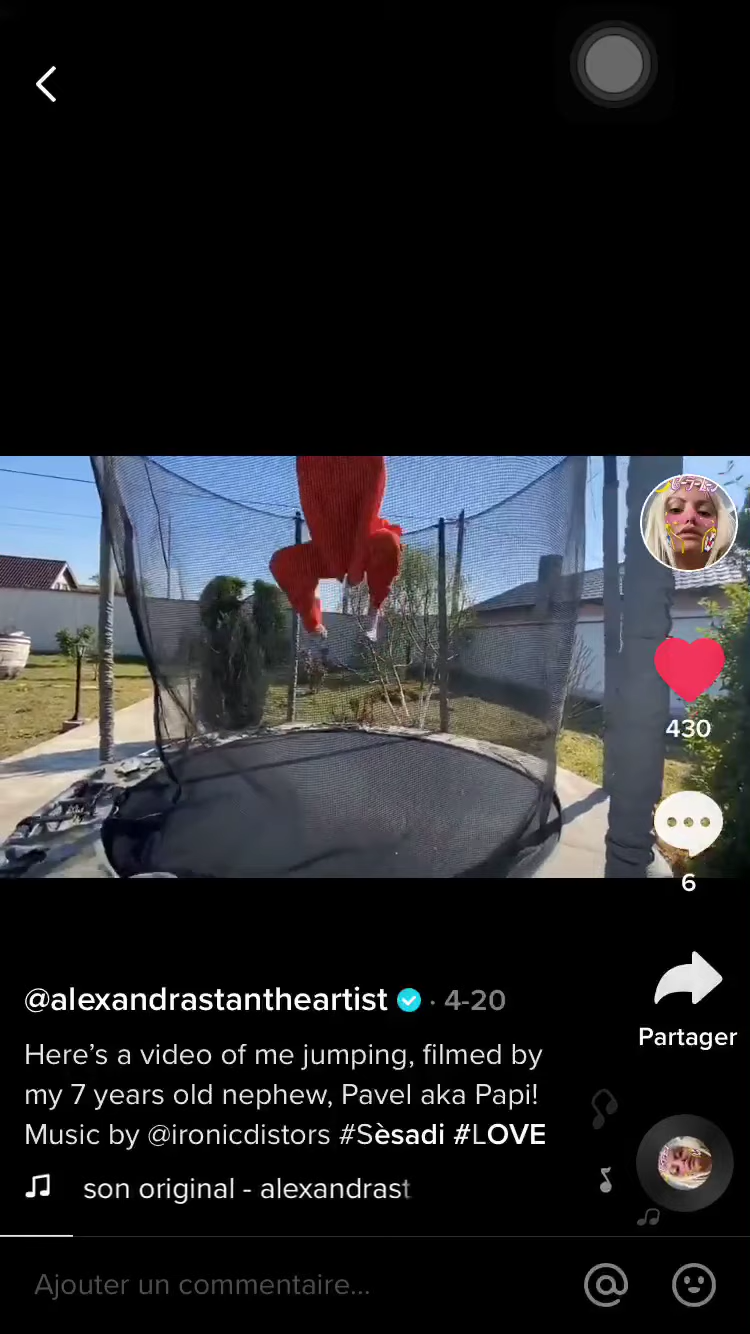 430
6
Partager
@alexandrastantheartist · 4-20
Here's a video of me jumping, filmed by
my 7 years old nephew, Pavel aka Papi!
Music by @ironicdistors #Sèsadi #LOVE
son original - alexandrast
Ajouter un commentaire...